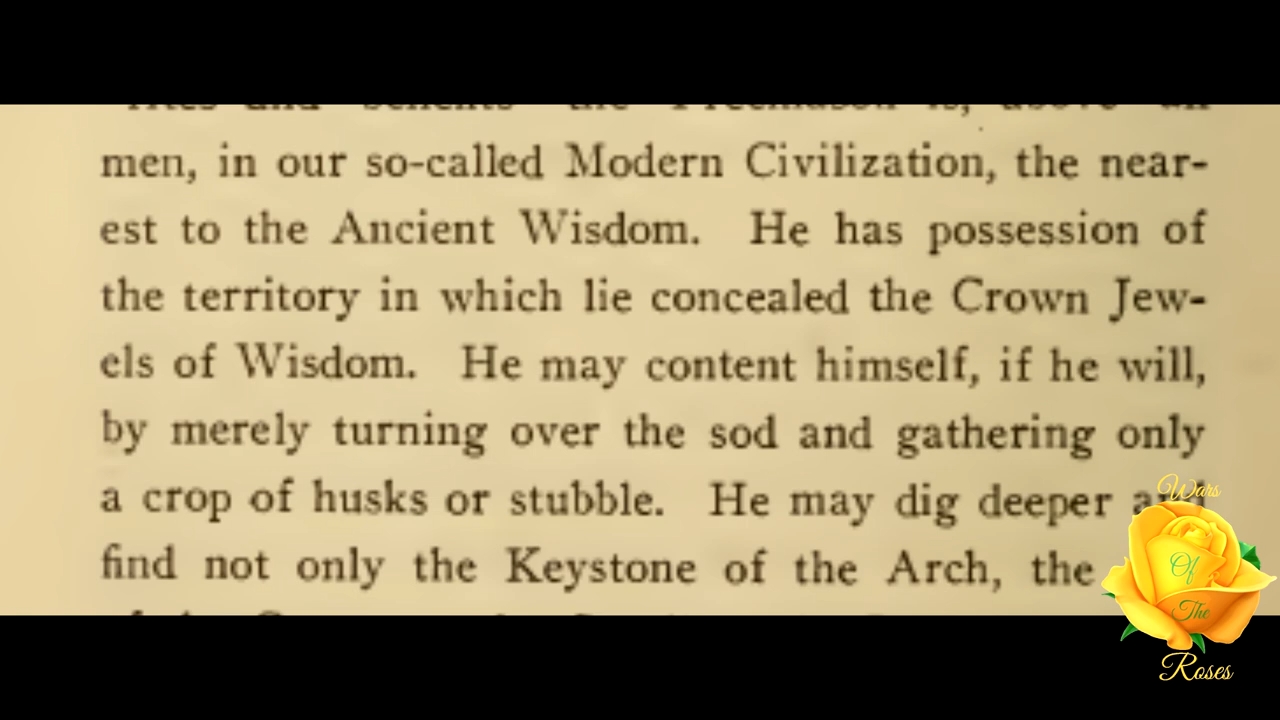 men, in our so-called Modern Civilization, the near-
est to the Ancient Wisdom. He has possession of
the territory in which lie concealed the Crown Jew-
els of Wisdom. He may content himself, if he will,
by merely turning over the sod and gathering only
a crop of husks or stubble. He may dig deeper and
find not only the Keystone of the Arch, the
Wars
Of
The
Roses